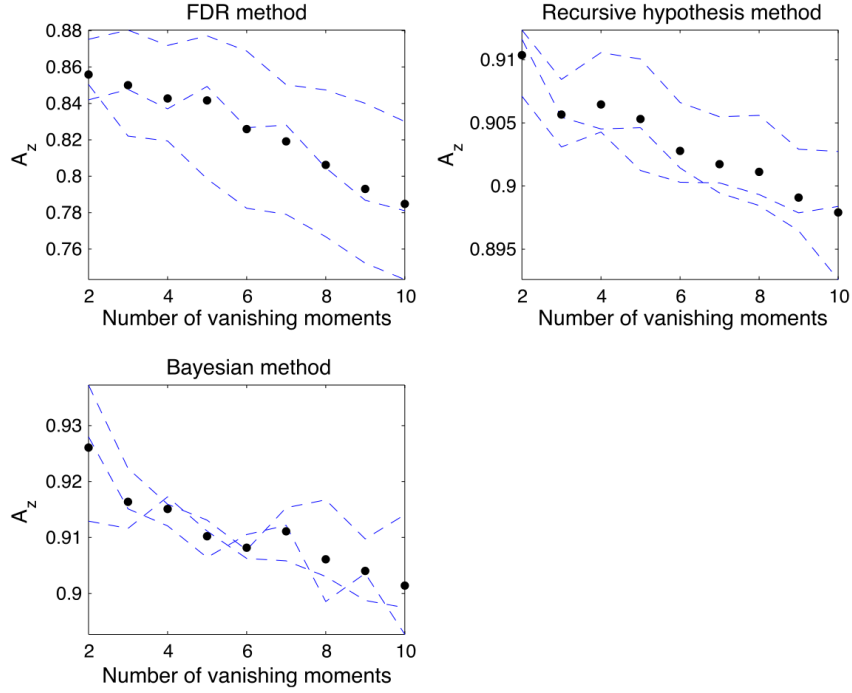 FDR method
0.88
0.86
0.84
0.82
0.8
0.78
0.76
A_z
2 4 6 8 10
Number of vanishing moments
Recursive hypothesis method
0.91
0.905
0.9
0.895
A_z
2 4 6 8 10
Number of vanishing moments
Bayesian method
0.93
0.92
0.91
0.9
A_z
2 4 6 8 10
Number of vanishing moments